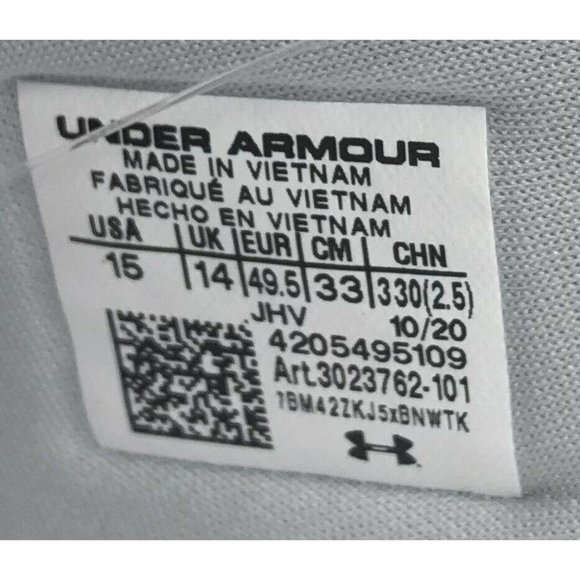 UNDER ARMOUR
MADE IN VIETNAM
FABRIQUÉ AU VIETNAM
HECHO EN VIETNAM
USA UK EUR CM CHN
15 14 49.5 33 330(2.5)
JHV 10/20
4205495109
Art.3023762-101
7BM42ZKJ5xBNWTK